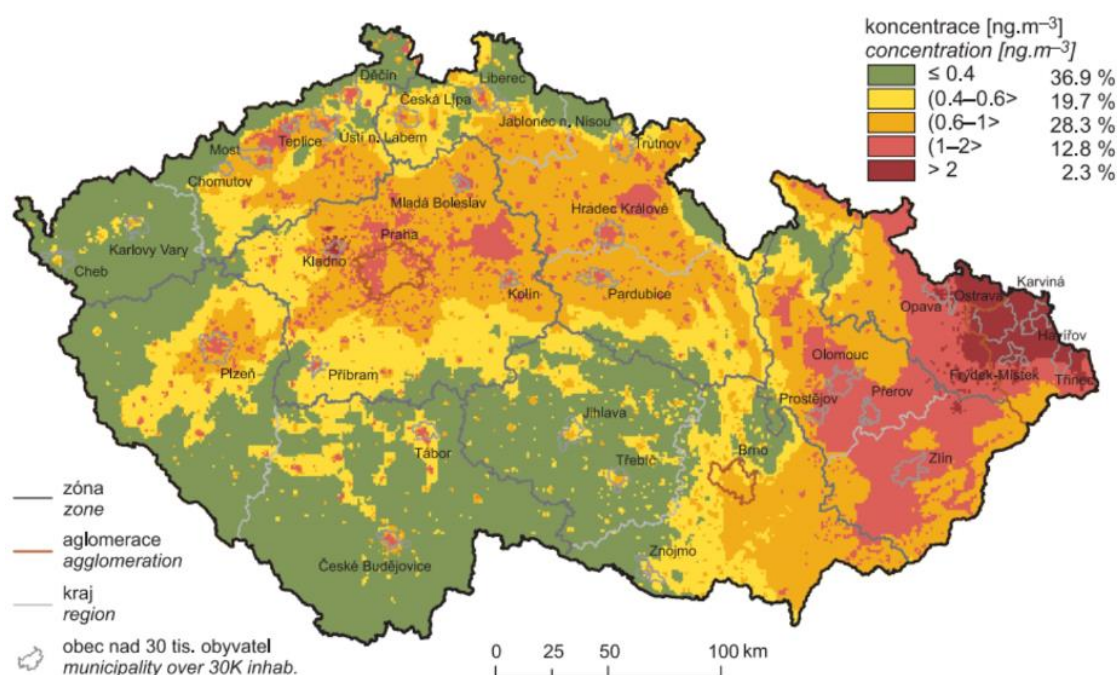 koncentrace [ng.m–3]
concentration [ng.m–3]
≤ 0.4 36.9 %
(0.4–0.6> 19.7 %
(0.6–1> 28.3 %
(1–2> 12.8 %
> 2 2.3 %
Děčín
Liberec
Česká Lípa
Jablonec n. Nisou
Ústí n. Labem
Teplice
Most
Trutnov
Chomutov
Mladá Boleslav
Hradec Králové
Praha
Karlovy Vary
Kladno
Cheb
Kolín
Pardubice
Karviná
Ostrava
Opava
Havířov
Plzeň
Příbram
Olomouc
Frýdek-Místek
Třinec
Přerov
Prostějov
Jihlava
Tábor
Třebíč
Brno
Zlín
Znojmo
České Budějovice
zóna
zone
aglomerace
agglomeration
kraj
region
obec nad 30 tis. obyvatel
municipality over 30K inhab.
0 25 50 100 km